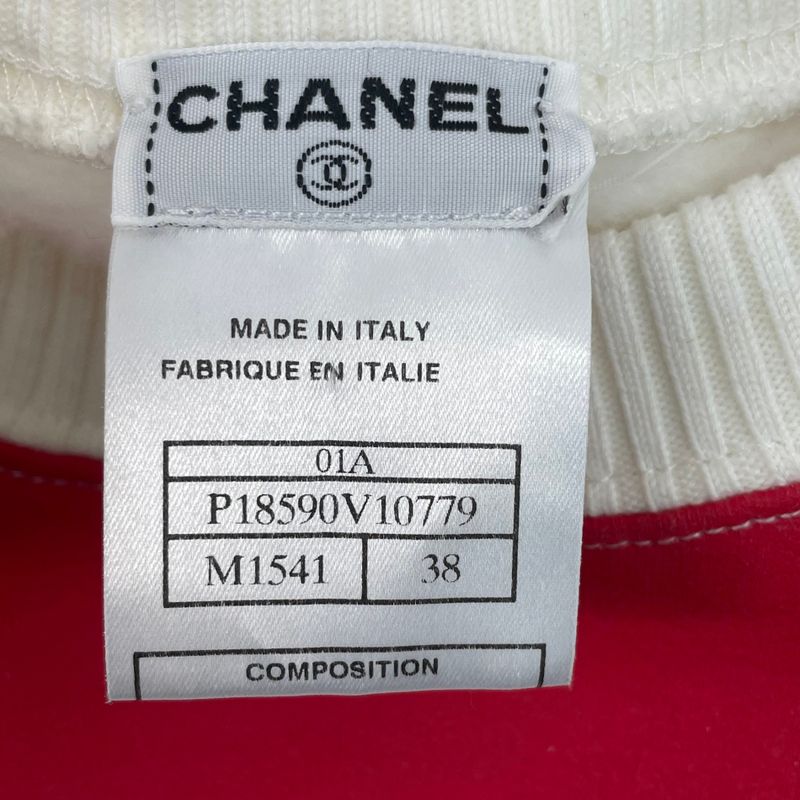 CHANEL
MADE IN ITALY
FABRIQUE EN ITALIE
01A
P18590V10779
M1541 38
COMPOSITION